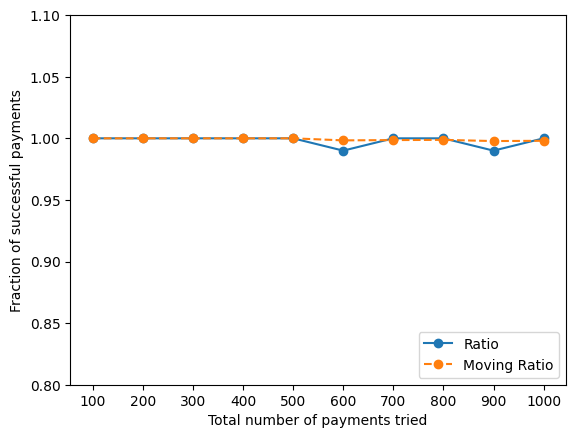 1.10
1.05
1.00
0.95
0.90
0.85
0.80
Fraction of successful payments
100 200 300 400 500 600 700 800 900 1000
Total number of payments tried
Ratio
Moving Ratio